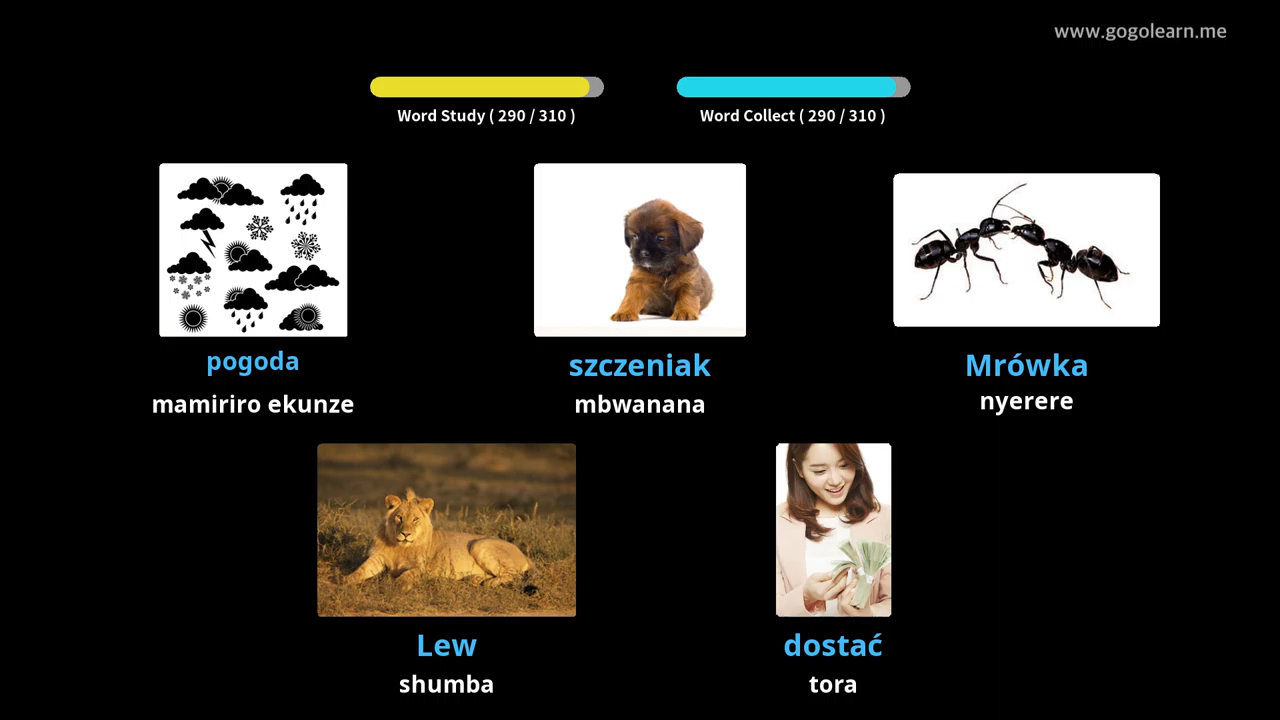 www.gogolearn.me
Word Study ( 290 / 310 )
Word Collect ( 290 / 310 )
pogoda
mamiriro ekunze
szczeniak
mbwanana
Mrówka
nyerere
Lew
shumba
dostać
tora